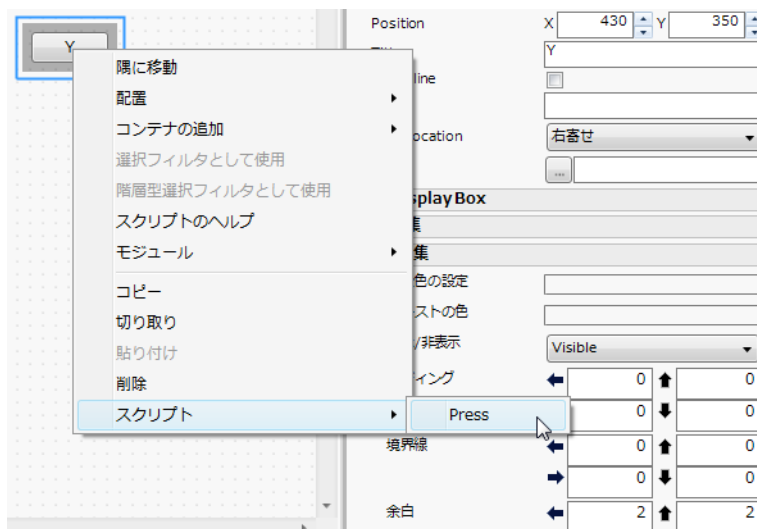 Y
隅に移動
配置
コンテナの追加
選択フィルタとして使用
階層型選択フィルタとして使用
スクリプトのヘルプ
モジュール
コピー
切り取り
貼り付け
削除
スクリプト
Press
Position X 430 Y 350
Y
line
ocation 右寄せ
...
splay Box
集
色の設定
ストの色
/非表示 Visible
ィング 0 0
0 0
境界線 0 0
0 0
余白 2 2